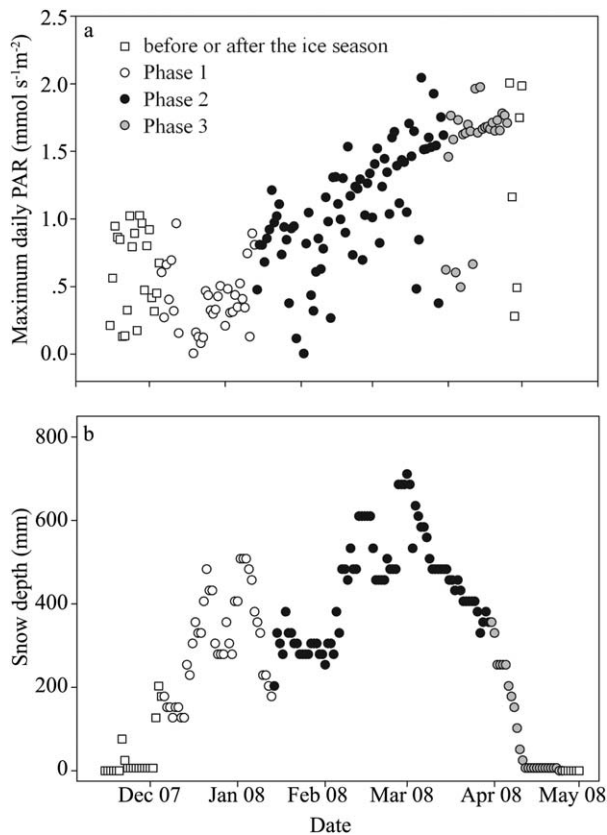 2.5
a
before or after the ice season
2.0
Phase 1
Phase 2
1.5
Phase 3
1.0
0.5
0.0
Maximum daily PAR (mmol s⁻¹m⁻²)
b
800
600
400
200
0
Snow depth (mm)
Dec 07 Jan 08 Feb 08 Mar 08 Apr 08 May 08
Date